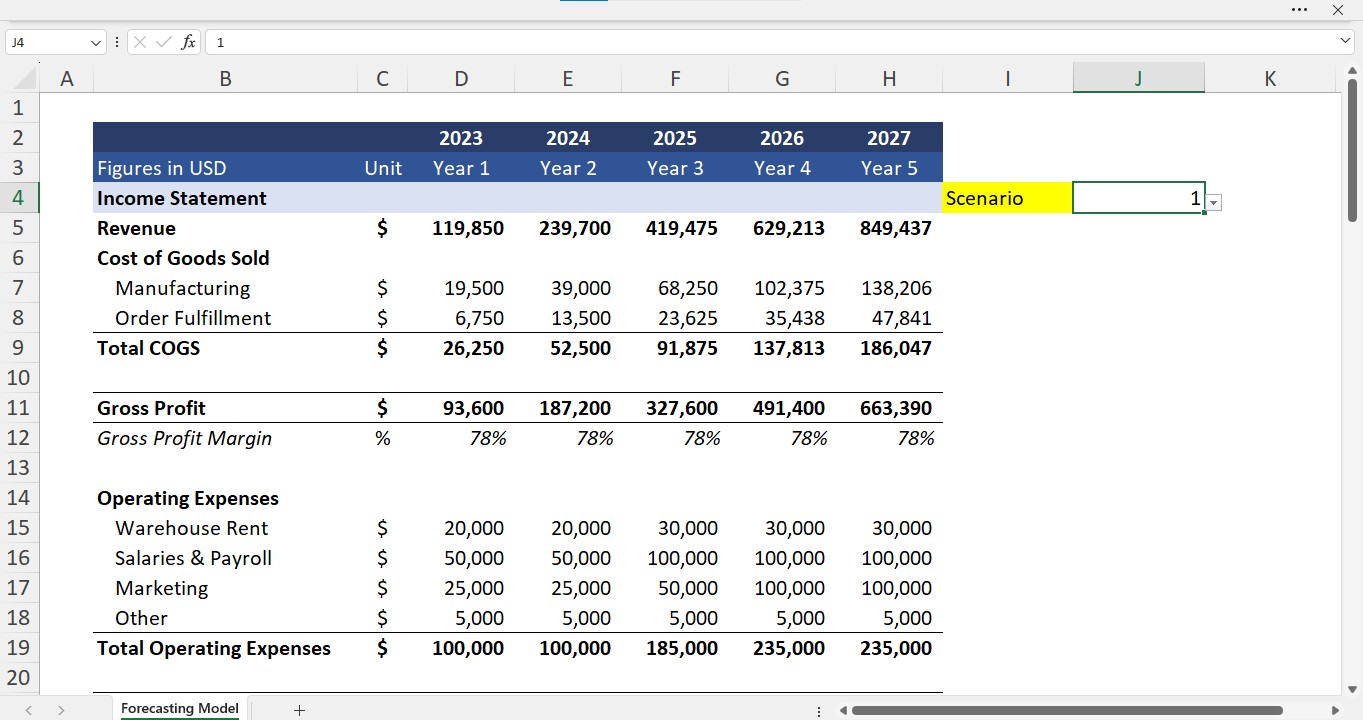 J4 fx 1
A B C D E F G H I J K
1
2 2023 2024 2025 2026 2027
3 Figures in USD Unit Year 1 Year 2 Year 3 Year 4 Year 5
4 Income Statement Scenario 1
5 Revenue $ 119,850 239,700 419,475 629,213 849,437
6 Cost of Goods Sold
7 Manufacturing $ 19,500 39,000 68,250 102,375 138,206
8 Order Fulfillment $ 6,750 13,500 23,625 35,438 47,841
9 Total COGS $ 26,250 52,500 91,875 137,813 186,047
10
11 Gross Profit $ 93,600 187,200 327,600 491,400 663,390
12 Gross Profit Margin % 78% 78% 78% 78% 78%
13
14 Operating Expenses
15 Warehouse Rent $ 20,000 20,000 30,000 30,000 30,000
16 Salaries & Payroll $ 50,000 50,000 100,000 100,000 100,000
17 Marketing $ 25,000 25,000 50,000 100,000 100,000
18 Other $ 5,000 5,000 5,000 5,000 5,000
19 Total Operating Expenses $ 100,000 100,000 185,000 235,000 235,000
20
Forecasting Model